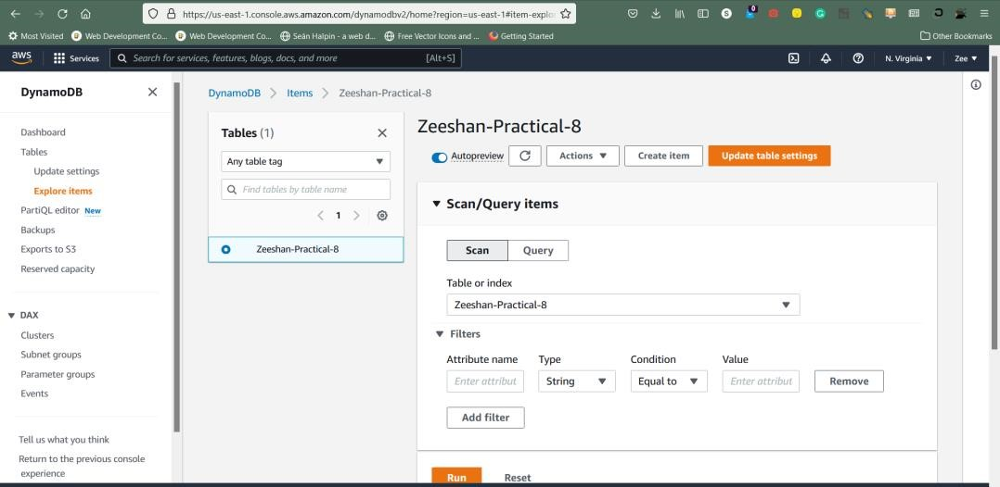 https://us-east-1.console.aws.amazon.com/dynamodbv2/home?region=us-east-1#item-explo
Most Visited Web Development Co... Web Development Co... Seán Halpin - a web d... Free Vector Icons and ... Getting Started Other Bookmarks
aws Services Search for services, features, blogs, docs, and more [Alt+S] N. Virginia Zee
DynamoDB
Dashboard
Tables
Update settings
Explore items
PartiQL editor New
Backups
Exports to S3
Reserved capacity
DAX
Clusters
Subnet groups
Parameter groups
Events
Tell us what you think
Return to the previous console
experience
DynamoDB Items Zeeshan-Practical-8
Tables (1)
Any table tag
Find tables by table name
1
Zeeshan-Practical-8
Zeeshan-Practical-8
Autopreview Actions Create item Update table settings
Scan/Query items
Scan Query
Table or index
Zeeshan-Practical-8
Filters
Attribute name Type Condition Value
Enter attribut String Equal to Enter attribut Remove
Add filter
Run Reset